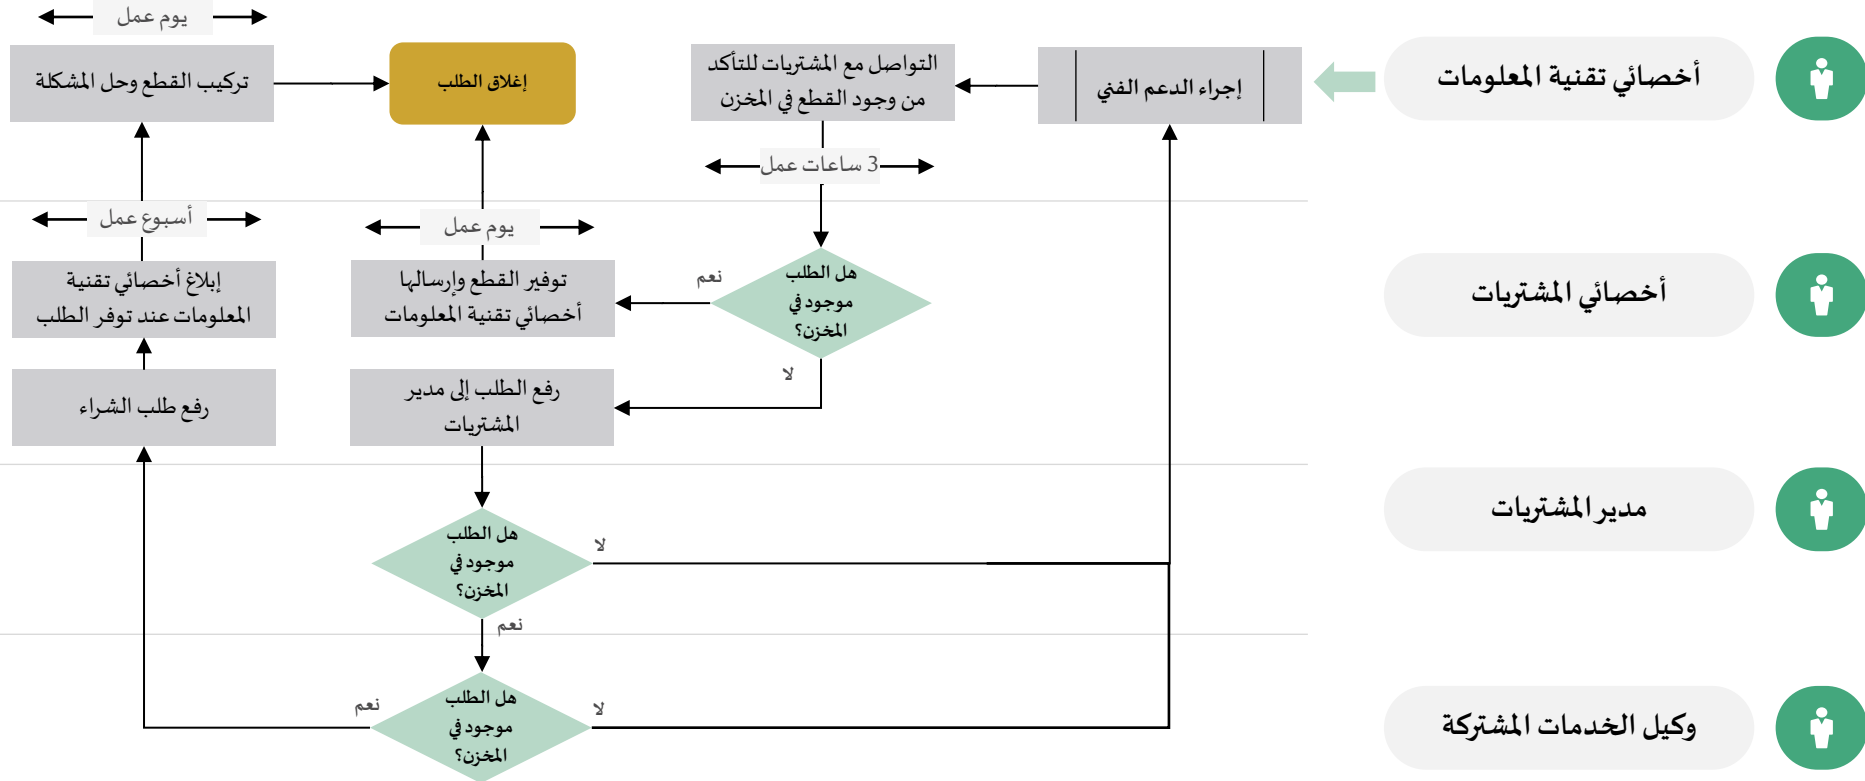 أخصائي تقنية المعلومات
إجراء الدعم الفني
التواصل مع المشتريات للتأكد
من وجود القطع في المخزن
3 ساعات عمل
إغلاق الطلب
يوم عمل
تركيب القطع وحل المشكلة
أخصائي المشتريات
هل الطلب
موجود في
المخزن؟
نعم
لا
يوم عمل
توفير القطع وإرسالها
أخصائي تقنية المعلومات
رفع الطلب إلى مدير
المشتريات
أسبوع عمل
إبلاغ أخصائي تقنية
المعلومات عند توفر الطلب
رفع طلب الشراء
مدير المشتريات
هل الطلب
موجود في
المخزن؟
لا
نعم
وكيل الخدمات المشتركة
هل الطلب
موجود في
المخزن؟
لا
نعم